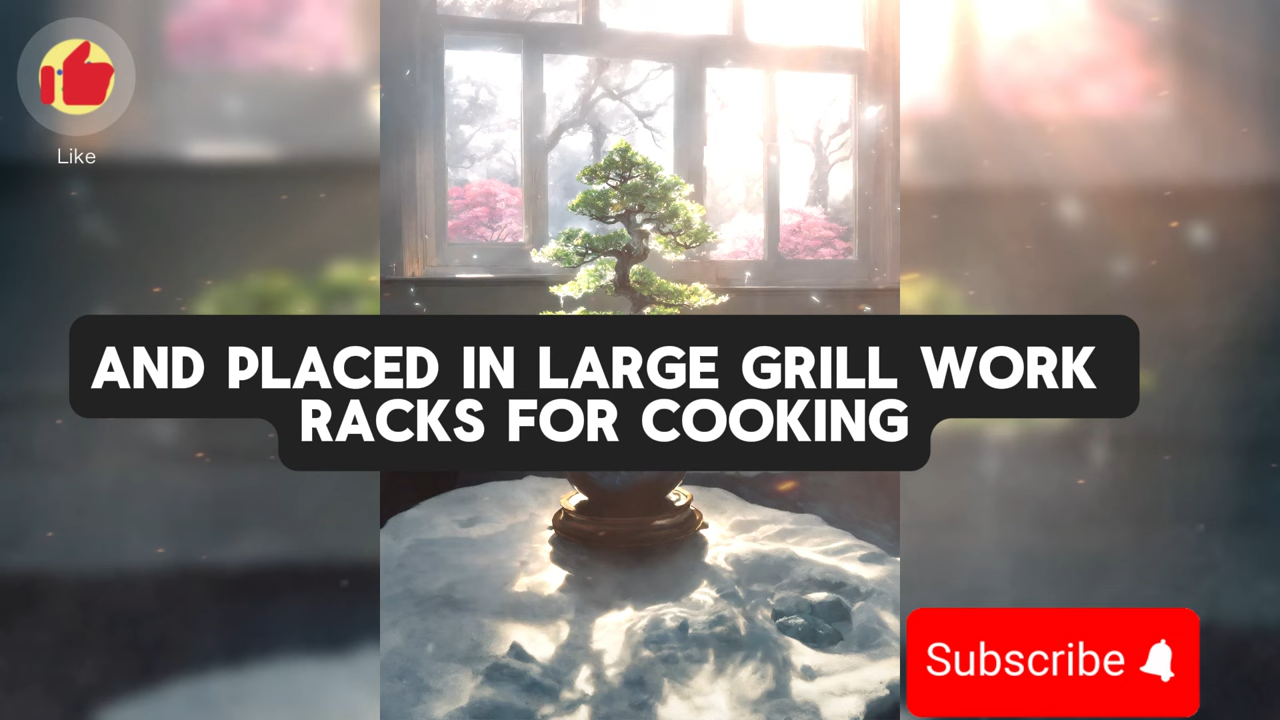 Like
AND PLACED IN LARGE GRILL WORK
RACKS FOR COOKING
Subscribe